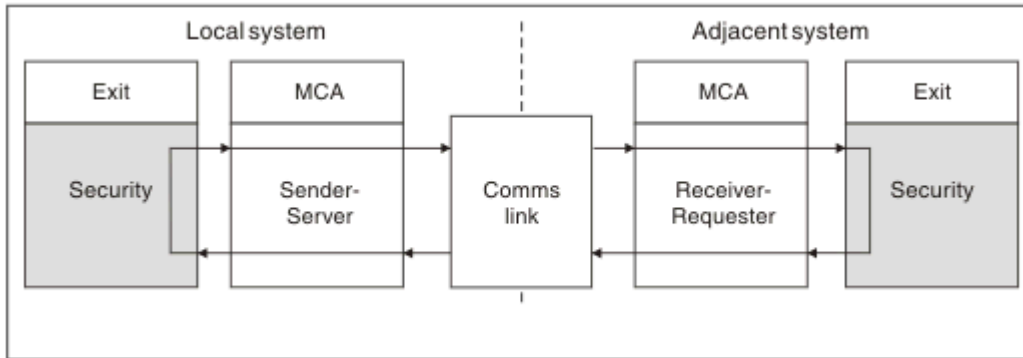 Local system
Adjacent system
Exit
MCA
MCA
Exit
Security
Sender-
Server
Comms
link
Receiver-
Requester
Security